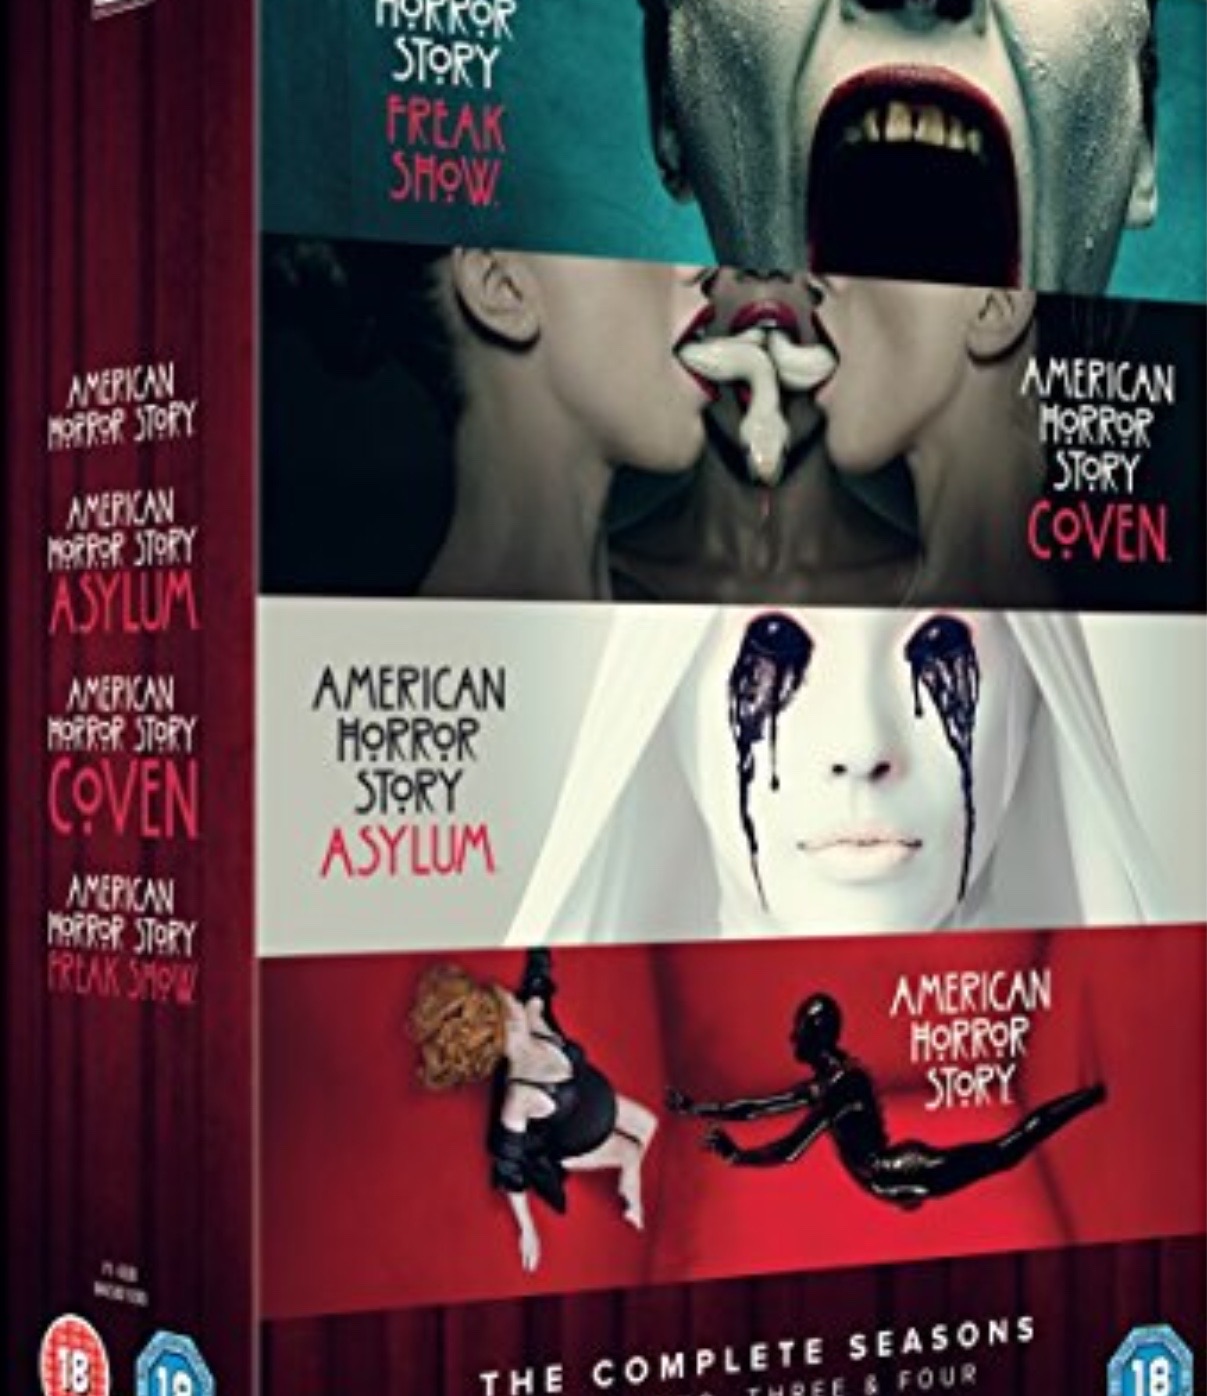 HORROR
STORY
FREAK
SHOW.
AMERICAN
HORROR
STORY
COVEN
AMERICAN
HORROR
STORY
ASYLUM
AMERICAN
HORROR
STORY
THE COMPLETE SEASONS
THREE & FOUR
18
AMERICAN
HORROR STORY
AMERICAN
HORROR STORY
ASYLUM
AMERICAN
HORROR STORY
COVEN
AMERICAN
HORROR STORY
FREAK SHOW.
18
18